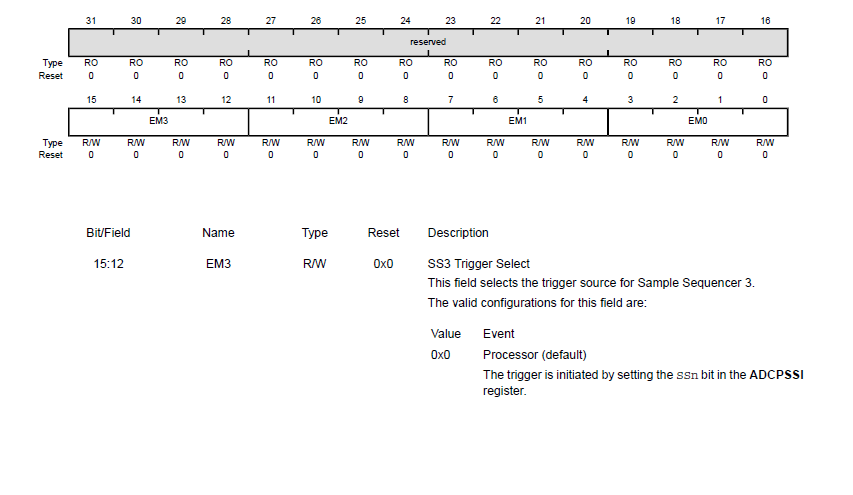 31 30 29 28 27 26 25 24 23 22 21 20 19 18 17 16
reserved
Type RO RO RO RO RO RO RO RO RO RO RO RO RO RO RO RO
Reset 0 0 0 0 0 0 0 0 0 0 0 0 0 0 0 0
15 14 13 12 11 10 9 8 7 6 5 4 3 2 1 0
EM3 EM2 EM1 EM0
Type R/W R/W R/W R/W R/W R/W R/W R/W R/W R/W R/W R/W R/W R/W R/W R/W
Reset 0 0 0 0 0 0 0 0 0 0 0 0 0 0 0 0
Bit/Field Name Type Reset Description
15:12 EM3 R/W 0x0 SS3 Trigger Select
This field selects the trigger source for Sample Sequencer 3.
The valid configurations for this field are:
Value Event
0x0 Processor (default)
The trigger is initiated by setting the SSn bit in the ADCPSSI
register.